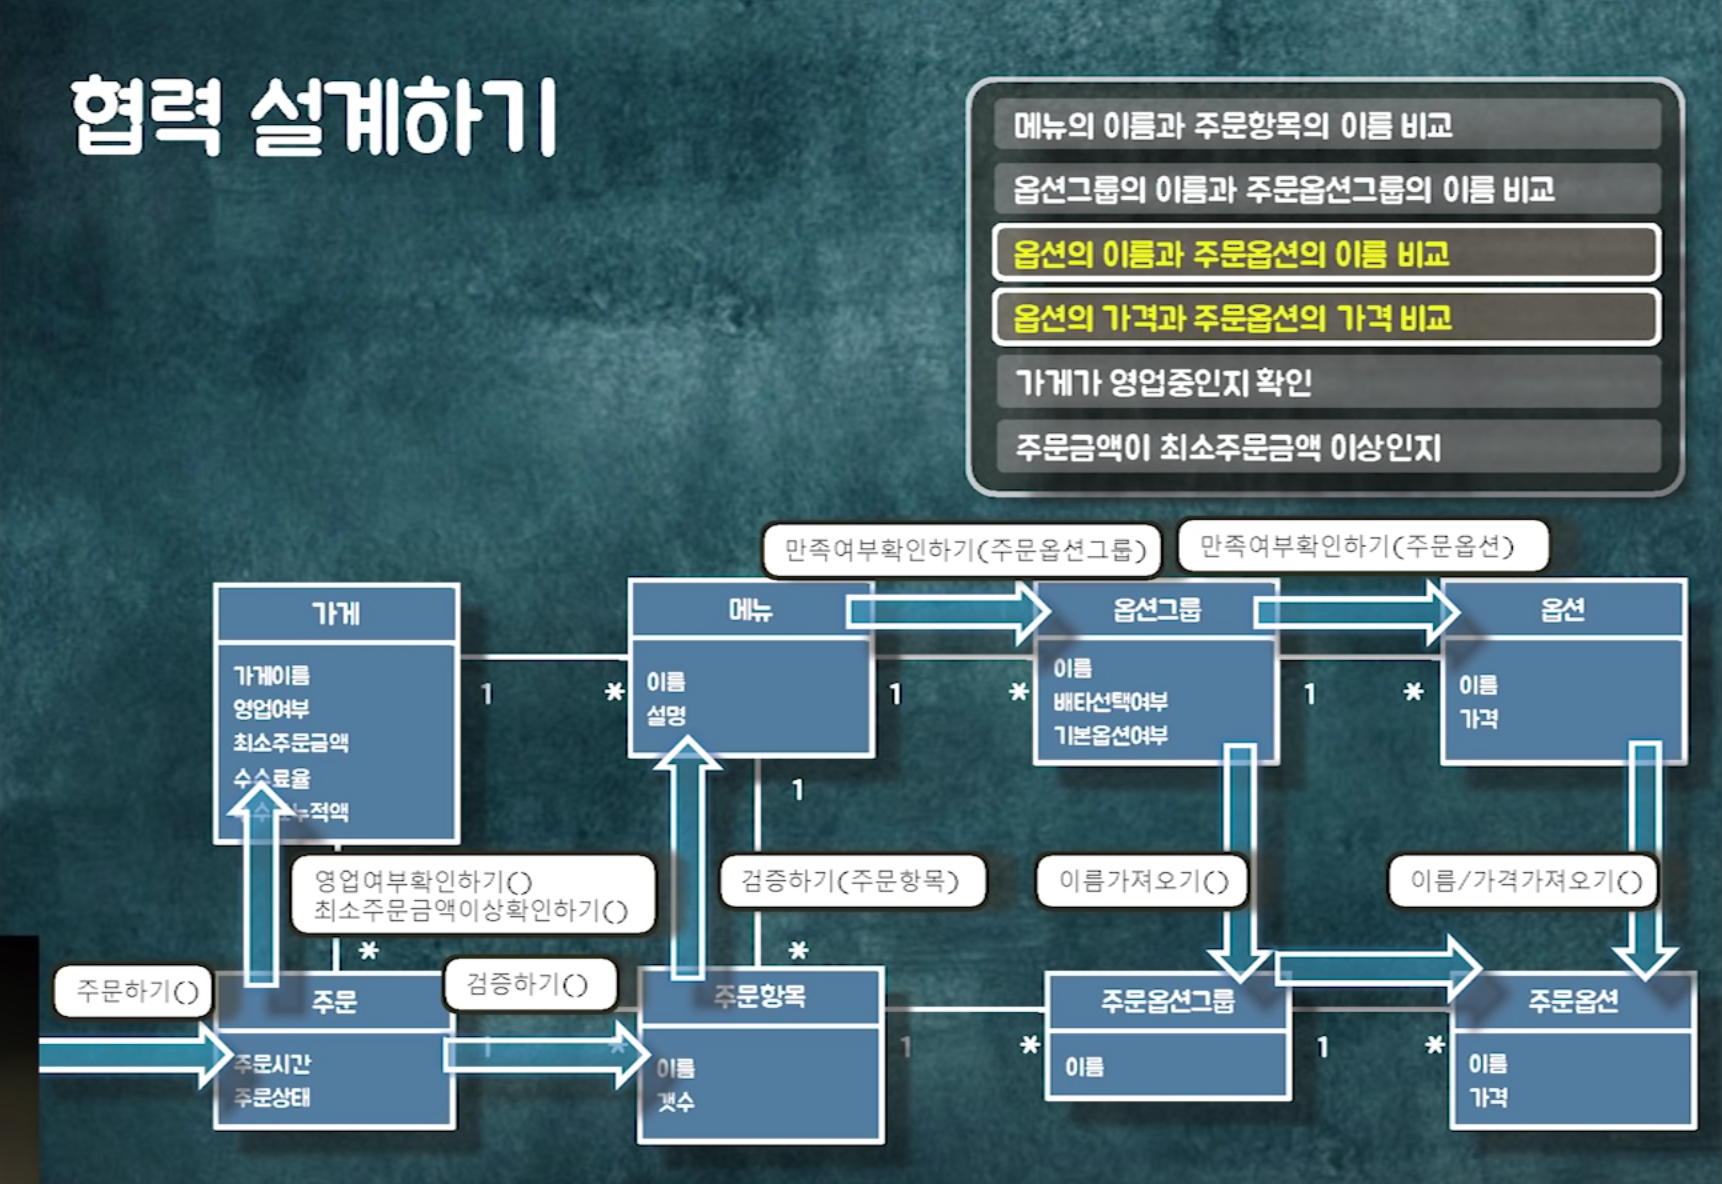 협력 설계하기
메뉴의 이름과 주문항목의 이름 비교
옵션그룹의 이름과 주문옵션그룹의 이름 비교
옵션의 이름과 주문옵션의 이름 비교
옵션의 가격과 주문옵션의 가격 비교
가게가 영업중인지 확인
주문금액이 최소주문금액 이상인지
만족여부확인하기(주문옵션그룹)
만족여부확인하기(주문옵션)
가게
가게이름
영업여부
최소주문금액
수수료율
1
*
메뉴
이름
설명
1
*
옵션그룹
이름
배타선택여부
기본옵션여부
1
*
옵션
이름
가격
1
영업여부확인하기()
최소주문금액이상확인하기()
검증하기(주문항목)
이름가져오기()
이름/가격가져오기()
*
*
주문하기()
주문
주문시간
주문상태
검증하기()
1
*
주문항목
이름
갯수
1
*
주문옵션그룹
이름
1
*
주문옵션
이름
가격